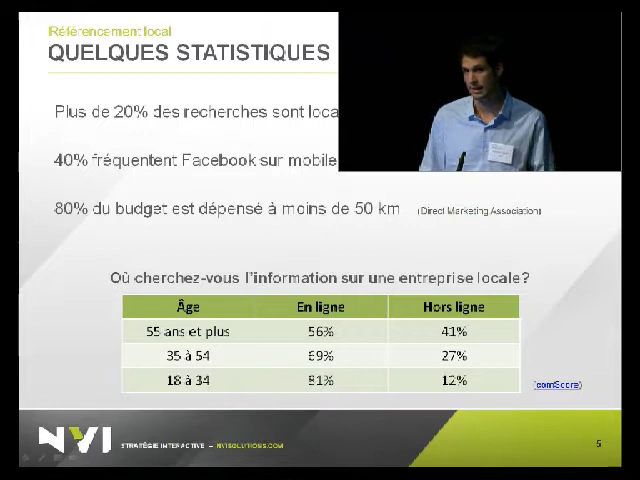 Référencement local
QUELQUES STATISTIQUES
Plus de 20% des recherches sont loca
40% fréquentent Facebook sur mobile
80% du budget est dépensé à moins de 50 km (Direct Marketing Association)
Où cherchez-vous l'information sur une entreprise locale?
Âge En ligne Hors ligne
55 ans et plus 56% 41%
35 à 54 69% 27%
18 à 34 81% 12%
(comScore)
NVI STRATÉGIE INTERACTIVE – NVISOLUTIONS.COM
5